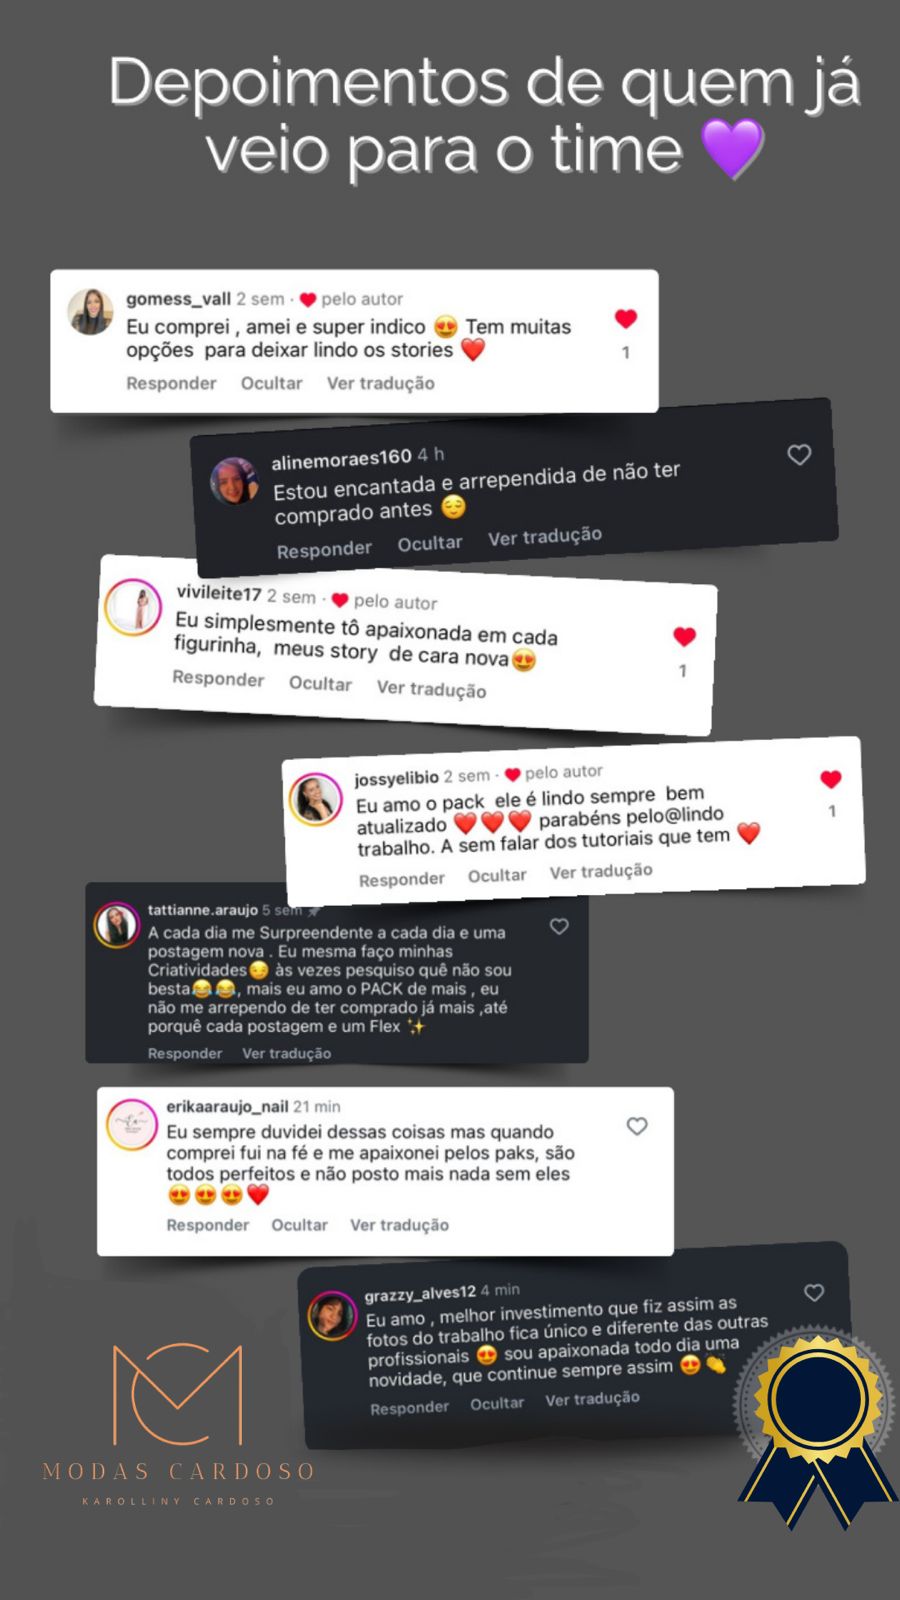 Depoimentos de quem já
veio para o time 💜
gomess_vall 2 sem · ❤️ pelo autor
Eu comprei , amei e super indico 😍 Tem muitas
opções para deixar lindo os stories ❤️
1
Responder Ocultar Ver tradução
alinemoraes160 4 h
Estou encantada e arrependida de não ter
comprado antes 😌
Responder Ocultar Ver tradução
vivileite17 2 sem · ❤️ pelo autor
Eu simplesmente tô apaixonada em cada
figurinha, meus story de cara nova😍
1
Responder Ocultar Ver tradução
jossyelibio 2 sem · ❤️ pelo autor
Eu amo o pack ele é lindo sempre bem
atualizado ❤️❤️❤️ parabéns pelo@lindo
trabalho. A sem falar dos tutoriais que tem ❤️
1
Responder Ocultar Ver tradução
tattianne.araujo 5 sem
A cada dia me Surpreendente a cada dia e uma
postagem nova . Eu mesma faço minhas
Criatividades😏 às vezes pesquiso quê não sou
besta😂😂, mais eu amo o PACK de mais , eu
não me arrependo de ter comprado já mais ,até
porquê cada postagem e um Flex ✨
Responder Ver tradução
erikaaraujo_nail 21 min
Eu sempre duvidei dessas coisas mas quando
comprei fui na fé e me apaixonei pelos paks, são
todos perfeitos e não posto mais nada sem eles
😍😍😍❤️
Responder Ocultar Ver tradução
grazzy_alves12 4 min
Eu amo , melhor investimento que fiz assim as
fotos do trabalho fica único e diferente das outras
profissionais 😍 sou apaixonada todo dia uma
novidade, que continue sempre assim 😍👏
Responder Ocultar Ver tradução
MC
MODAS CARDOSO
KAROLLINY CARDOSO